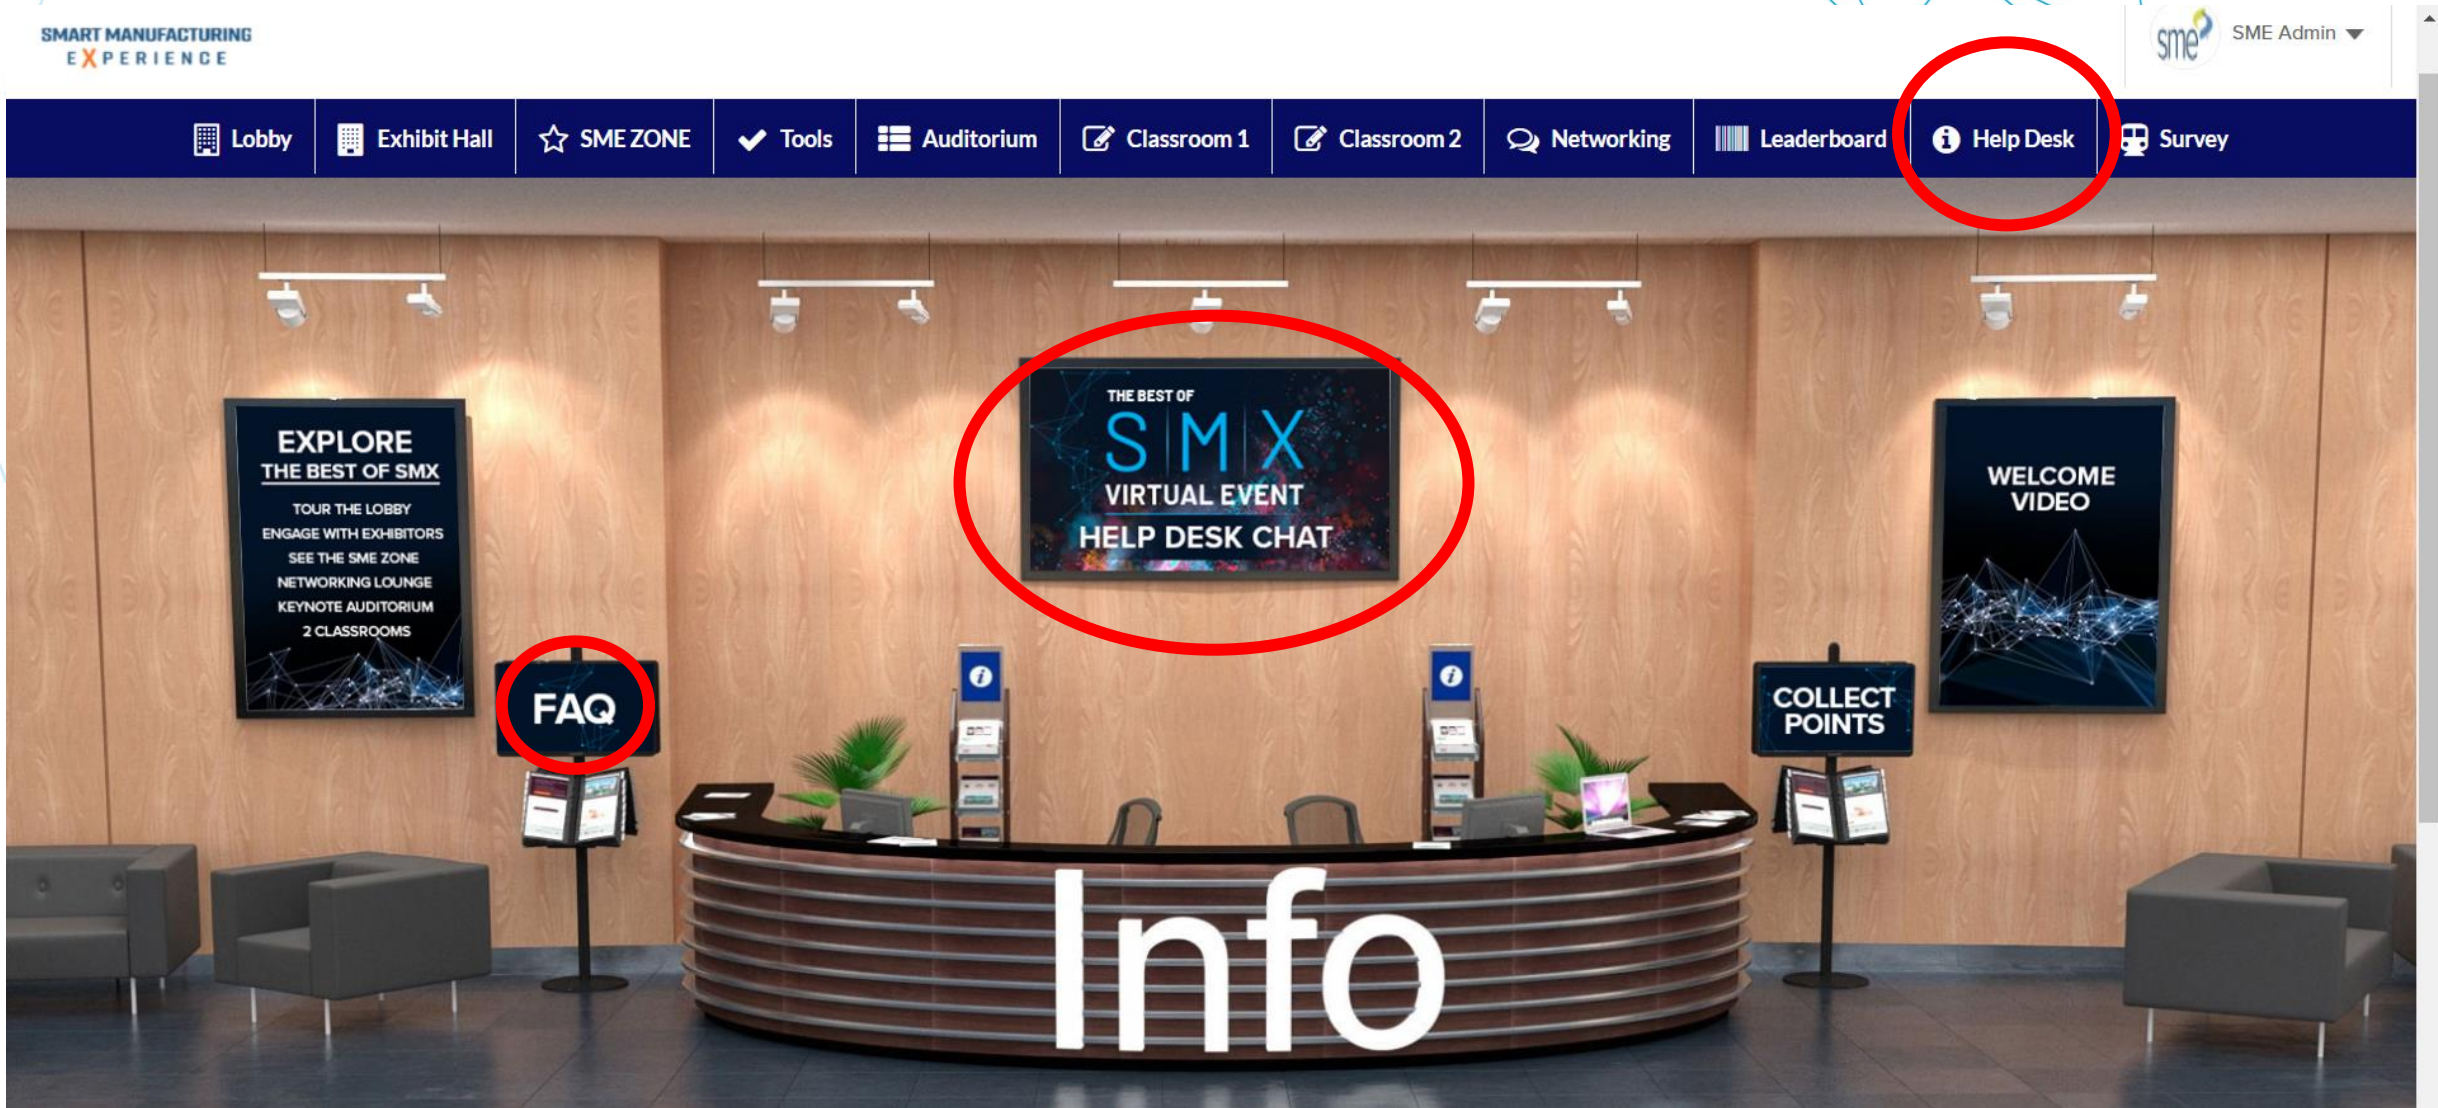 SMART MANUFACTURING
EXPERIENCE
sme
SME Admin
Lobby
Exhibit Hall
SME ZONE
Tools
Auditorium
Classroom 1
Classroom 2
Networking
Leaderboard
Help Desk
Survey
EXPLORE
THE BEST OF SMX
TOUR THE LOBBY
ENGAGE WITH EXHIBITORS
SEE THE SME ZONE
NETWORKING LOUNGE
KEYNOTE AUDITORIUM
2 CLASSROOMS
THE BEST OF
S|M|X
VIRTUAL EVENT
HELP DESK CHAT
WELCOME
VIDEO
FAQ
i
i
COLLECT
POINTS
Info